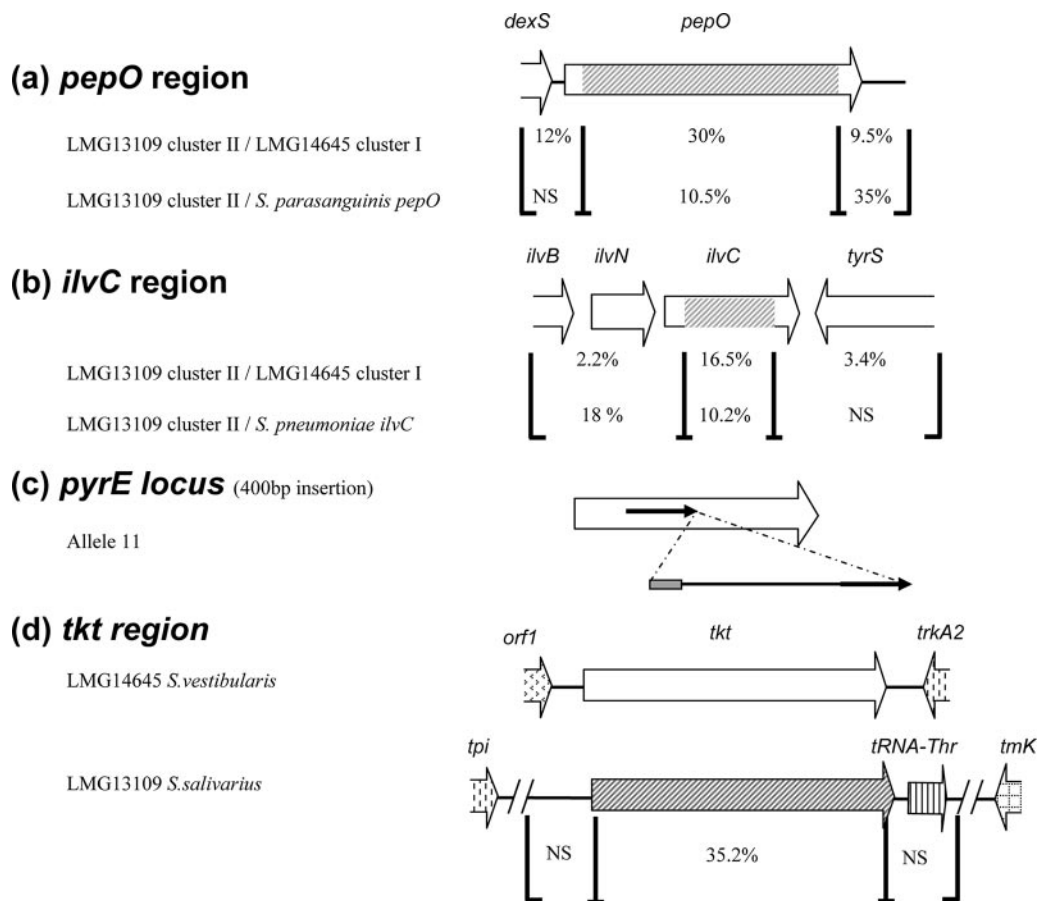 dexS pepO
(a) pepO region
LMG13109 cluster II / LMG14645 cluster I 12% 30% 9.5%
LMG13109 cluster II / S. parasanguinis pepO NS 10.5% 35%
ilvB ilvN ilvC tyrS
(b) ilvC region
LMG13109 cluster II / LMG14645 cluster I 2.2% 16.5% 3.4%
LMG13109 cluster II / S. pneumoniae ilvC 18 % 10.2% NS
(c) pyrE locus (400bp insertion)
Allele 11
(d) tkt region
orf1 tkt trkA2
LMG14645 S.vestibularis
tpi tRNA-Thr tmK
LMG13109 S.salivarius
NS 35.2% NS